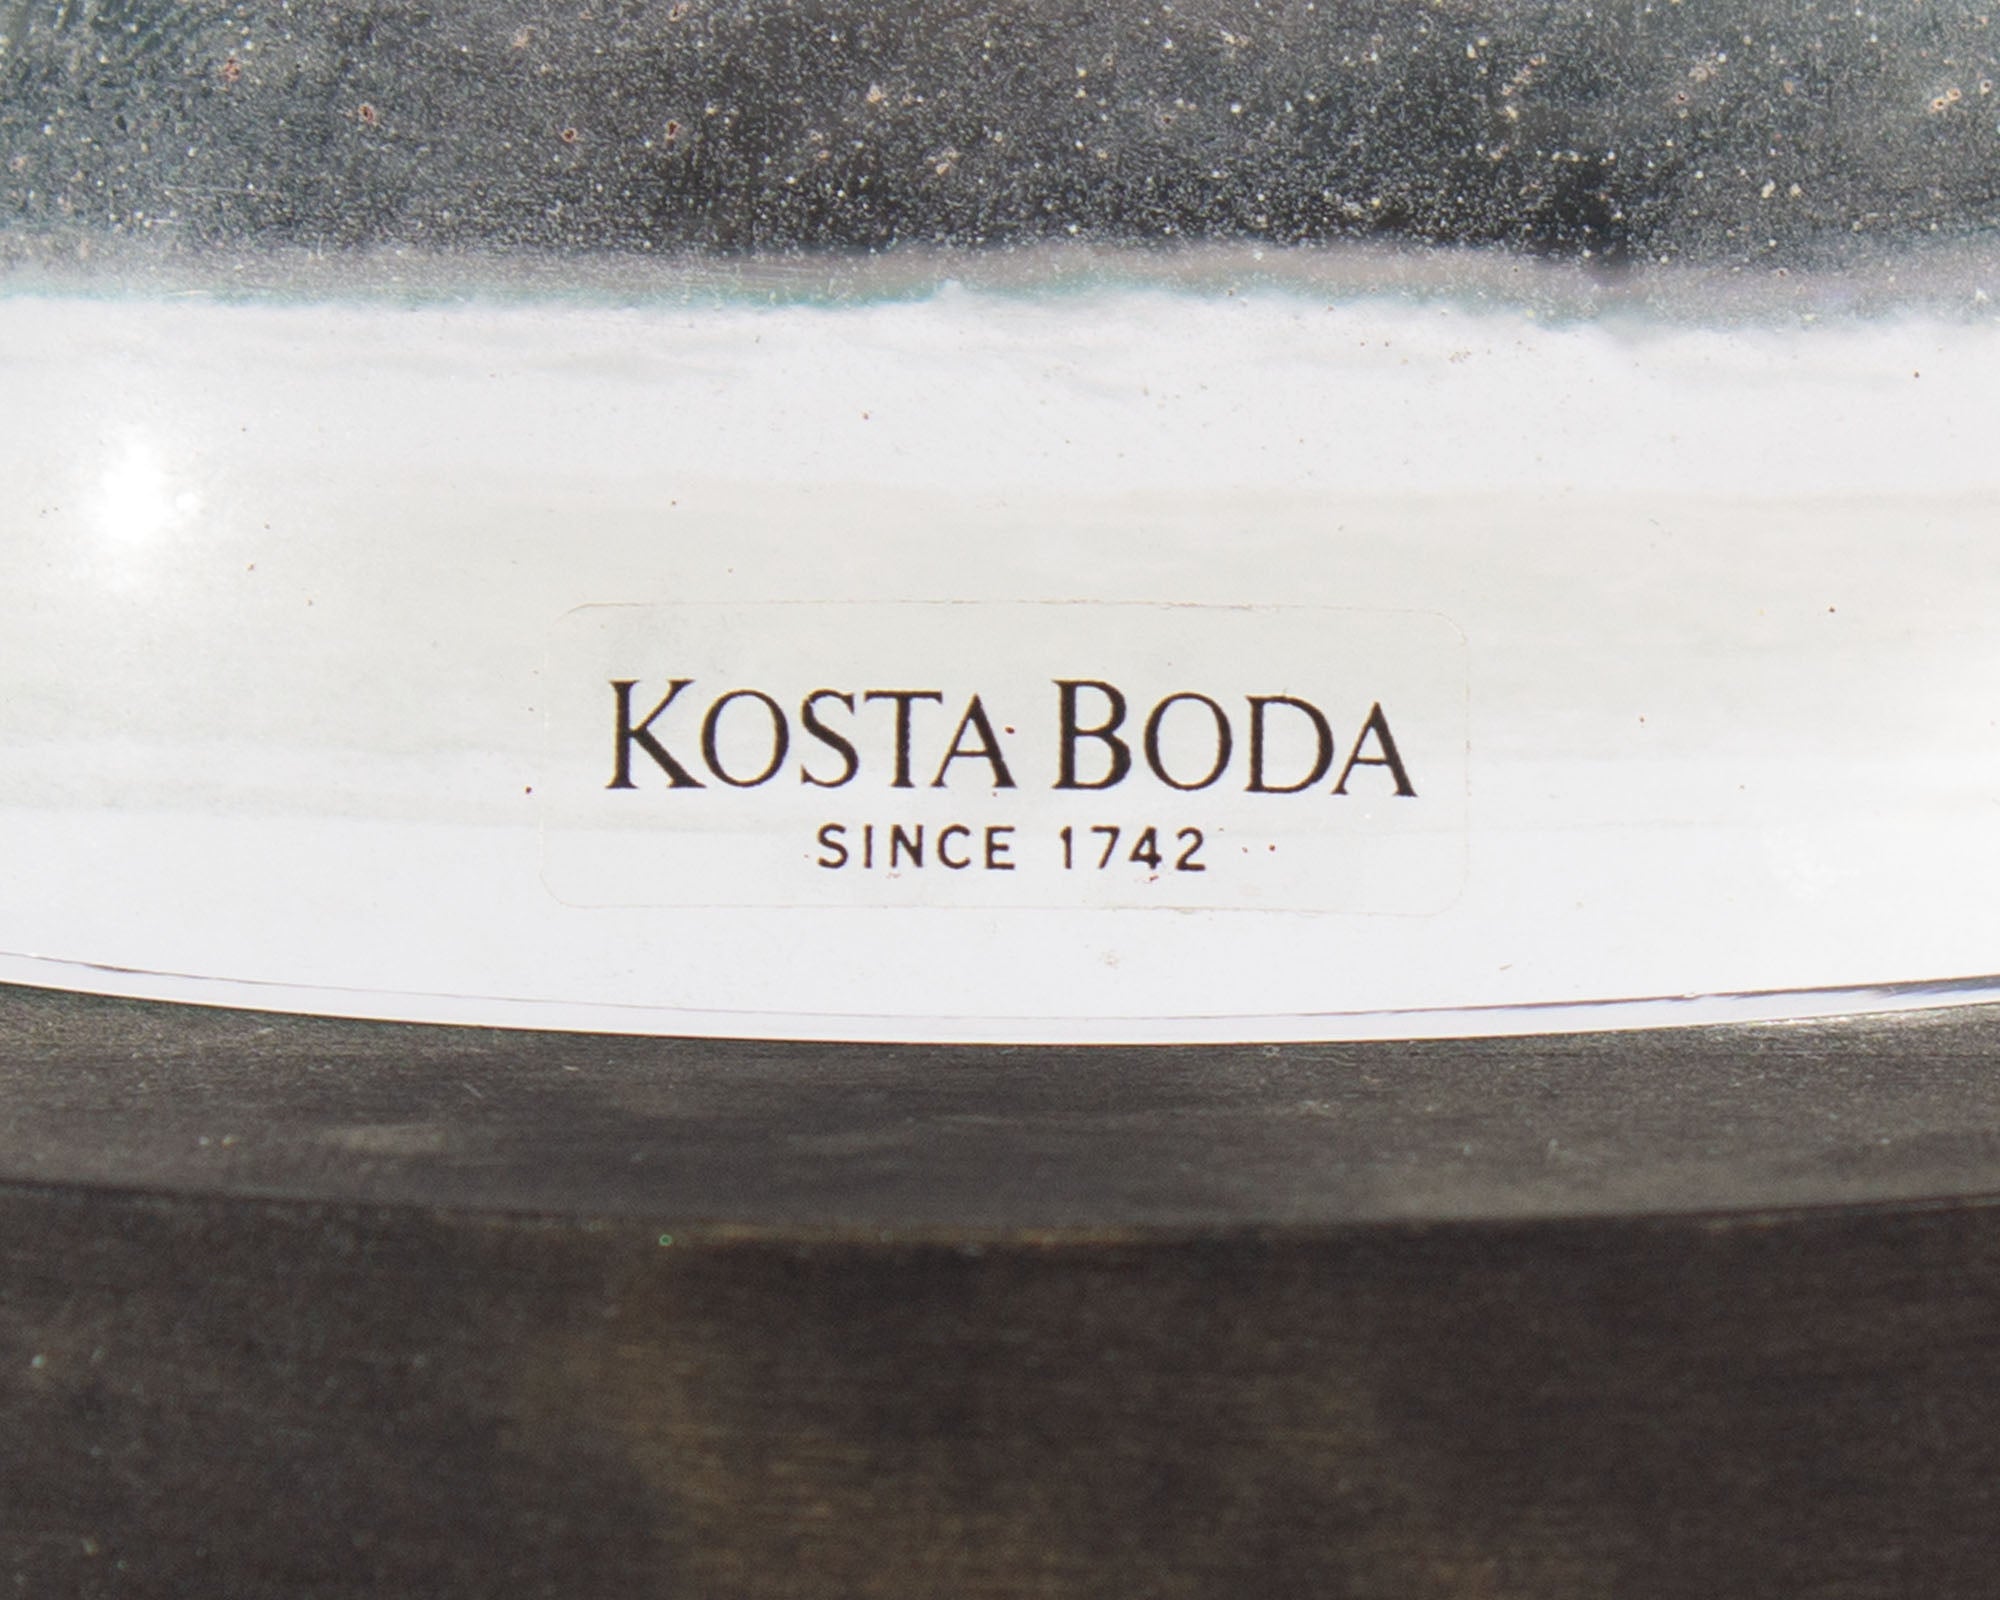 KOSTA BODA
SINCE 1742